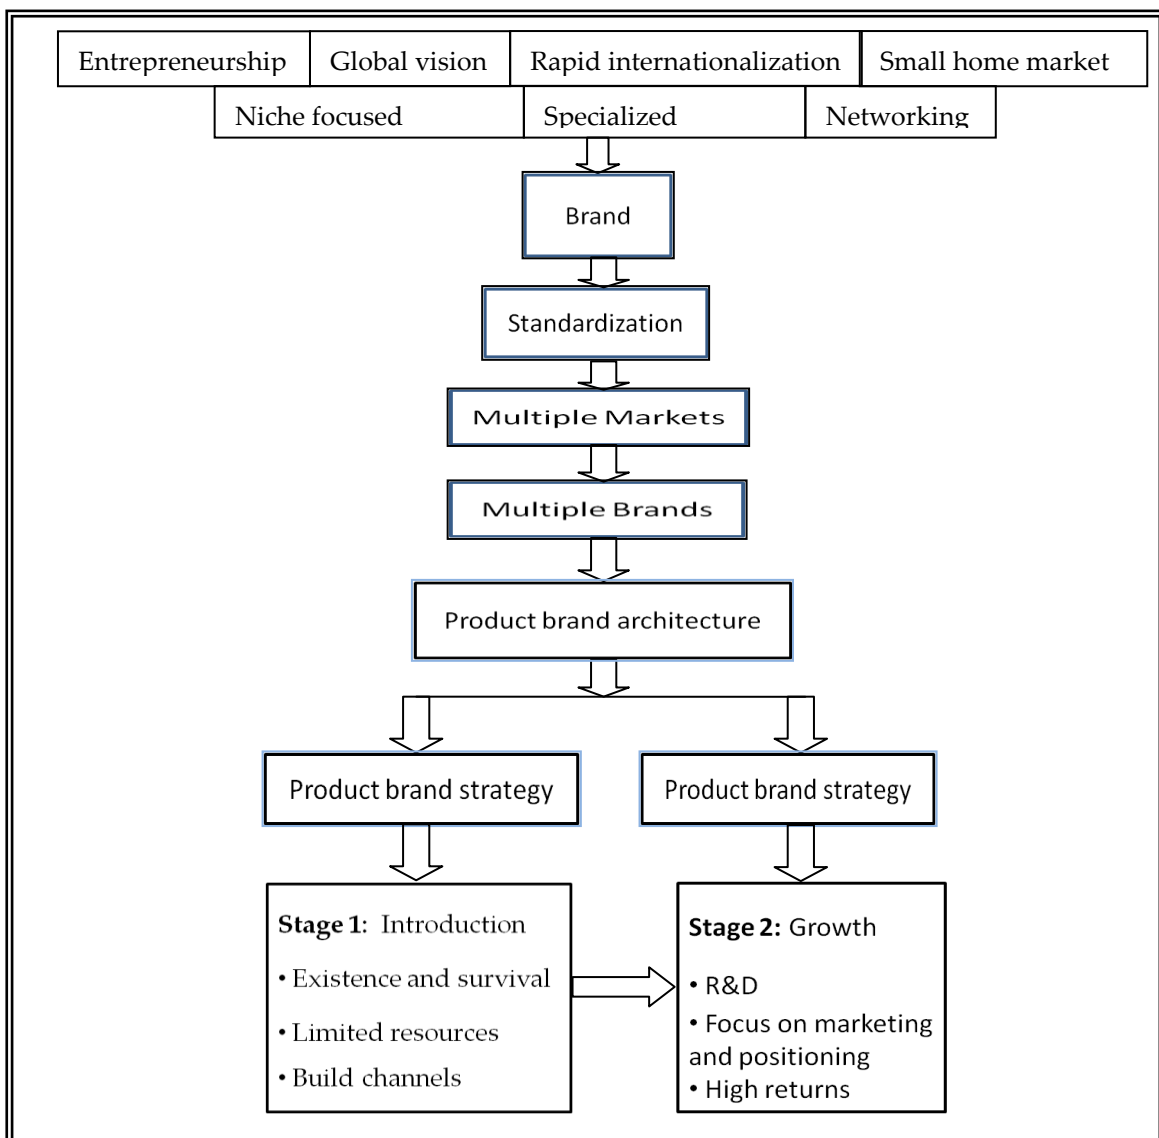 Entrepreneurship Global vision Rapid internationalization Small home market
Niche focused Specialized Networking
Brand
Standardization
Multiple Markets
Multiple Brands
Product brand architecture
Product brand strategy
Product brand strategy
Stage 1: Introduction
• Existence and survival
• Limited resources
• Build channels
Stage 2: Growth
• R&D
• Focus on marketing
and positioning
• High returns